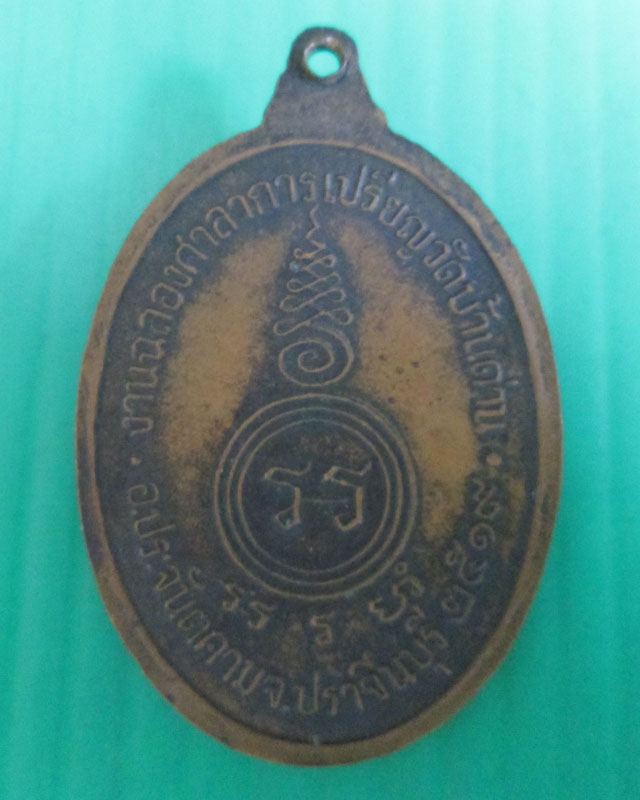 • งานฉลองศาลาการเปรียญวัดบ้านด่าน •
อ.ประจันตคาม จ.ปราจีนบุรี ๒๕๑๙